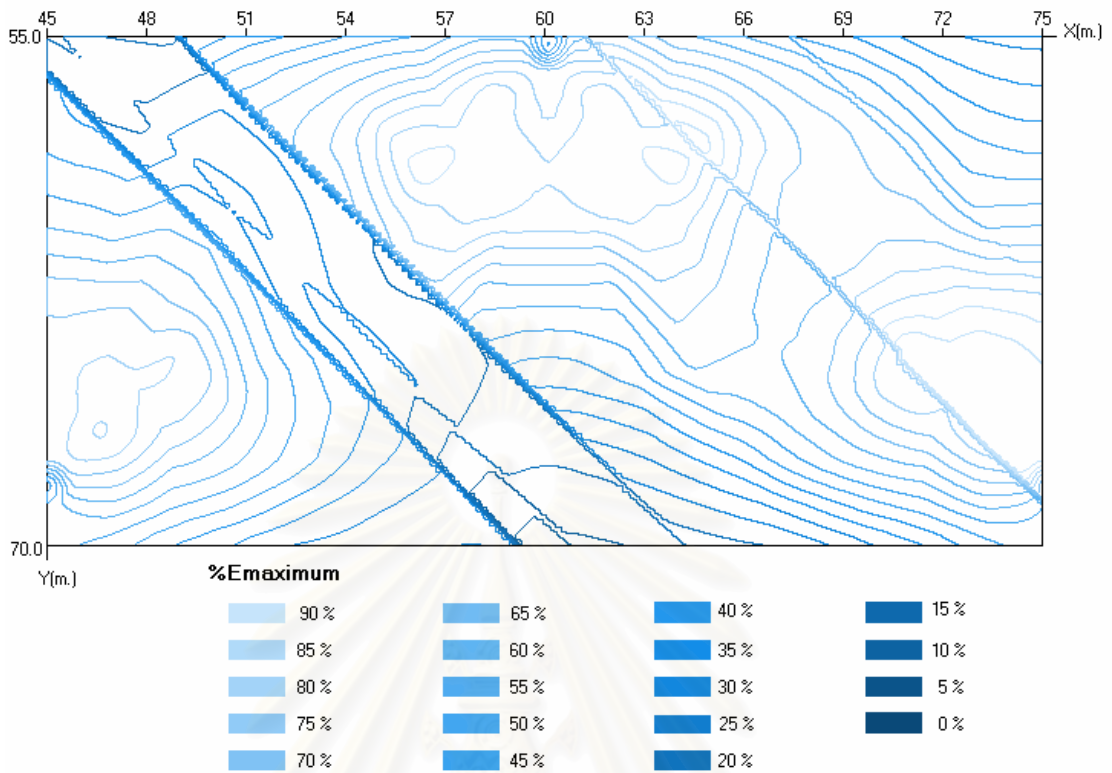 45 48 51 54 57 60 63 66 69 72 75
X(m.)
55.0
70.0
Y(m.)
%Emaximum
90 % 65 % 40 % 15 %
85 % 60 % 35 % 10 %
80 % 55 % 30 % 5 %
75 % 50 % 25 % 0 %
70 % 45 % 20 %